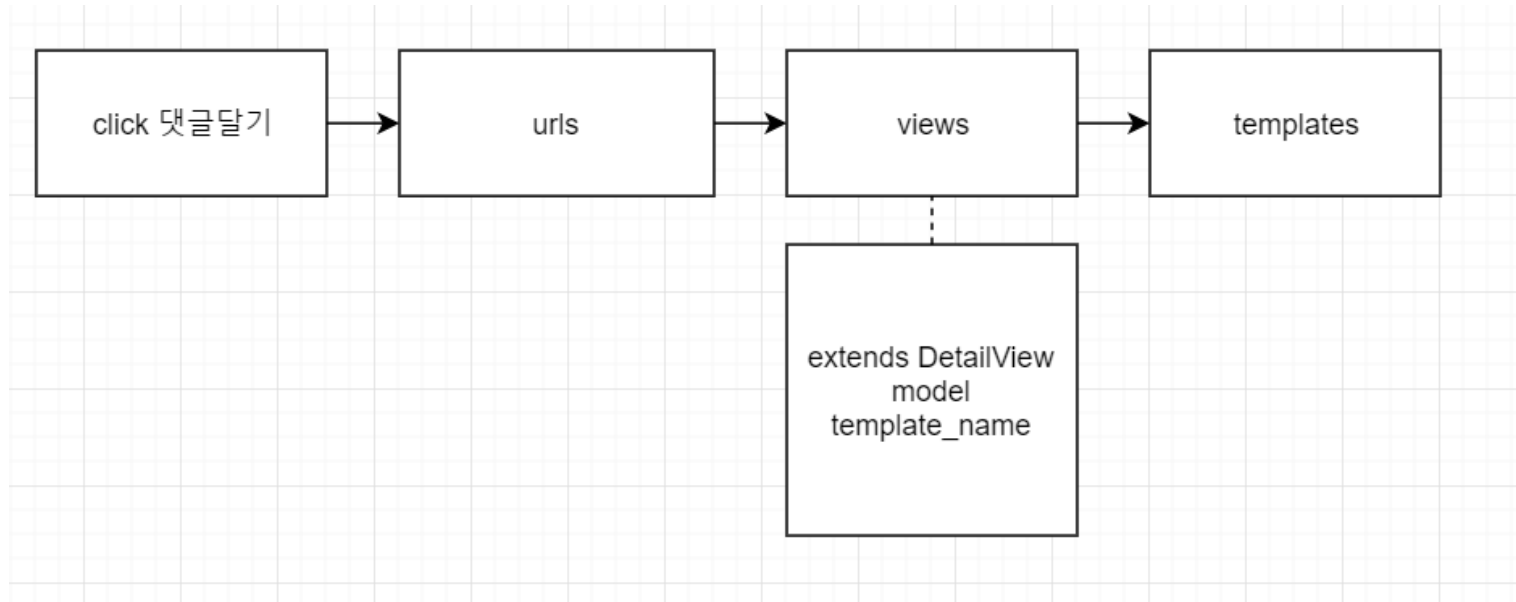 click 댓글달기
urls
views
templates
extends DetailView
model
template_name